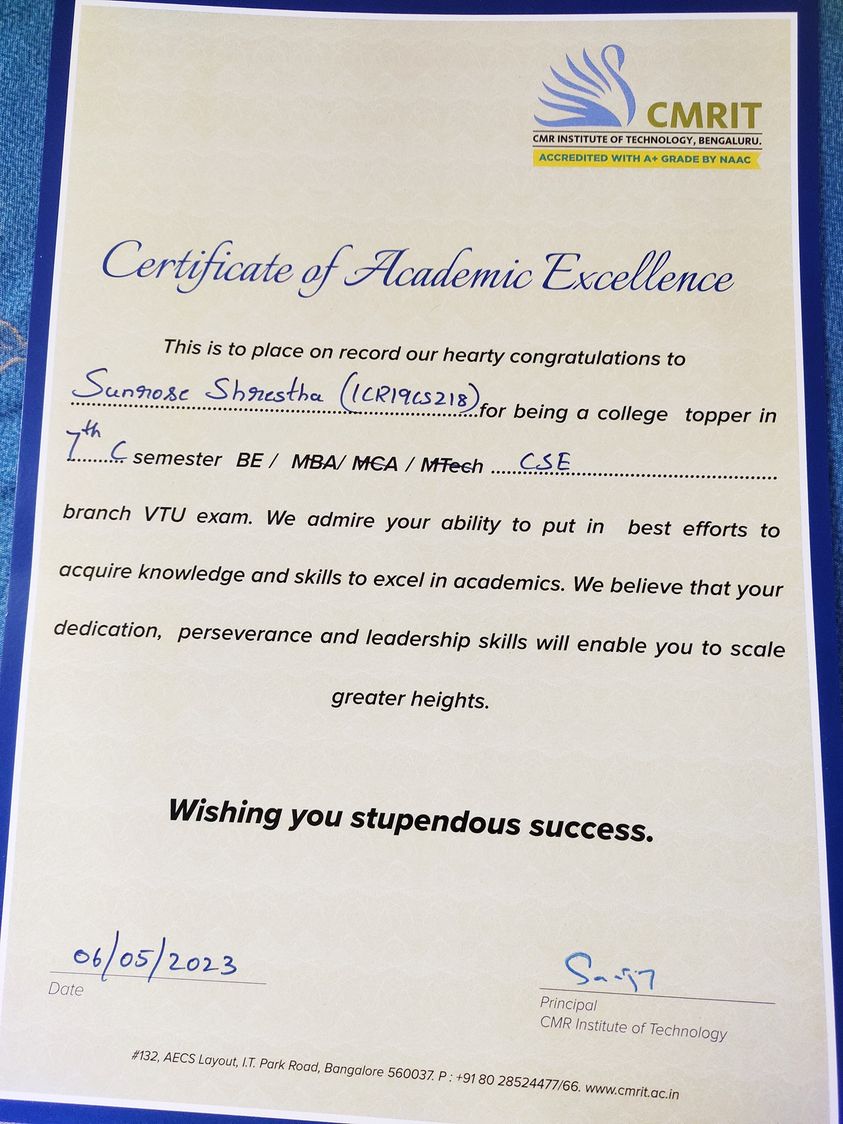 CMRIT
CMR INSTITUTE OF TECHNOLOGY, BENGALURU.
ACCREDITED WITH A+ GRADE BY NAAC
Certificate of Academic Excellence
This is to place on record our hearty congratulations to
Sunrose Shrestha (1CR19CS218) for being a college topper in
7th C semester BE / MBA/ MCA / MTech CSE
branch VTU exam. We admire your ability to put in best efforts to
acquire knowledge and skills to excel in academics. We believe that your
dedication, perseverance and leadership skills will enable you to scale
greater heights.
Wishing you stupendous success.
06/05/2023
Date
Principal
CMR Institute of Technology
#132, AECS Layout, I.T. Park Road, Bangalore 560037. P : +91 80 28524477/66. www.cmrit.ac.in